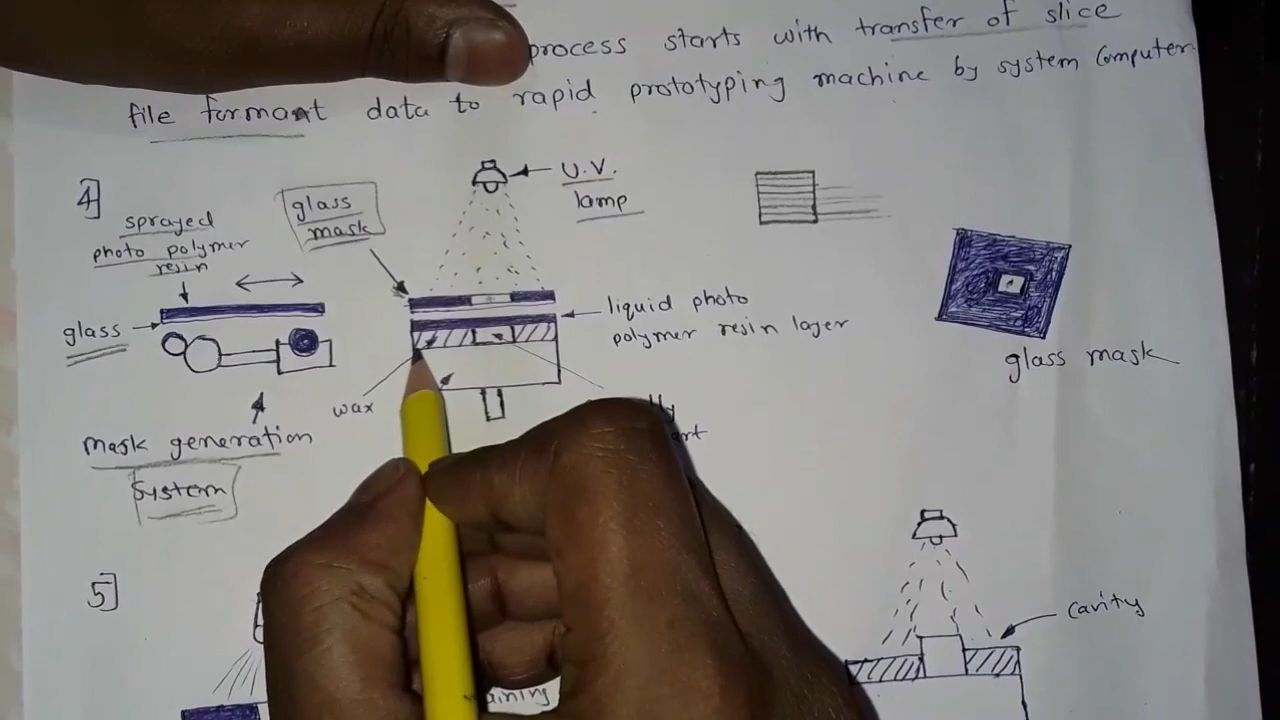 process starts with transfer of slice
file formant data to rapid prototyping machine by system computer
4]
sprayed
photo polymer
resin
glass
mask
U.V.
lamp
glass
liquid photo
polymer resin layer
glass mask
wax
mask generation
system
5]
cavity